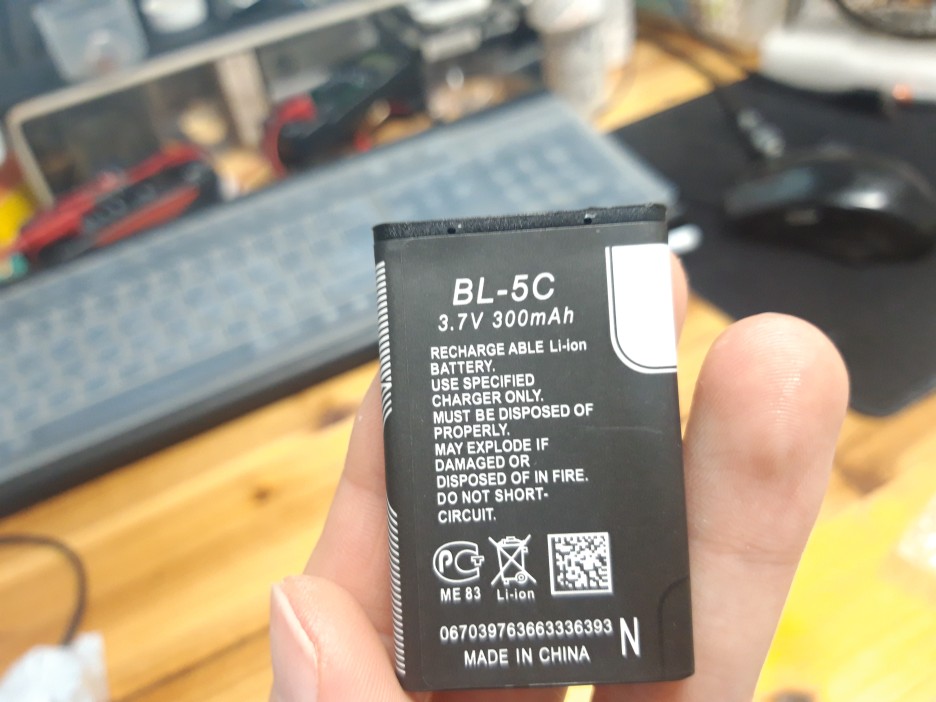 BL-5C
3.7V 300mAh
RECHARGE ABLE Li-ion
BATTERY.
USE SPECIFIED
CHARGER ONLY.
MUST BE DISPOSED OF
PROPERLY.
MAY EXPLODE IF
DAMAGED OR
DISPOSED OF IN FIRE.
DO NOT SHORT-
CIRCUIT.
PCT
ME 83 Li-ion
067039763663336393 N
MADE IN CHINA